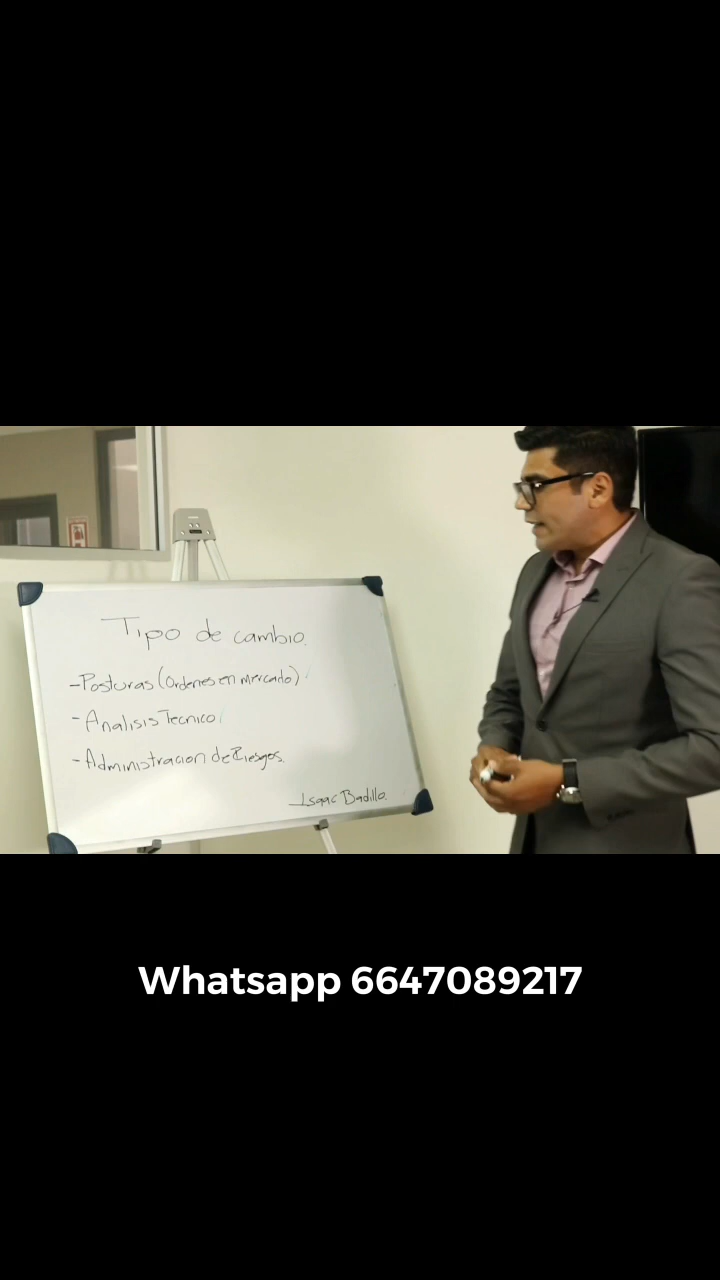 Tipo de cambio.
-Posturas (Ordenes en mercado)
-Analisis Tecnico
-Administracion de Riesgos.
Isaac Badillo.
Whatsapp 6647089217